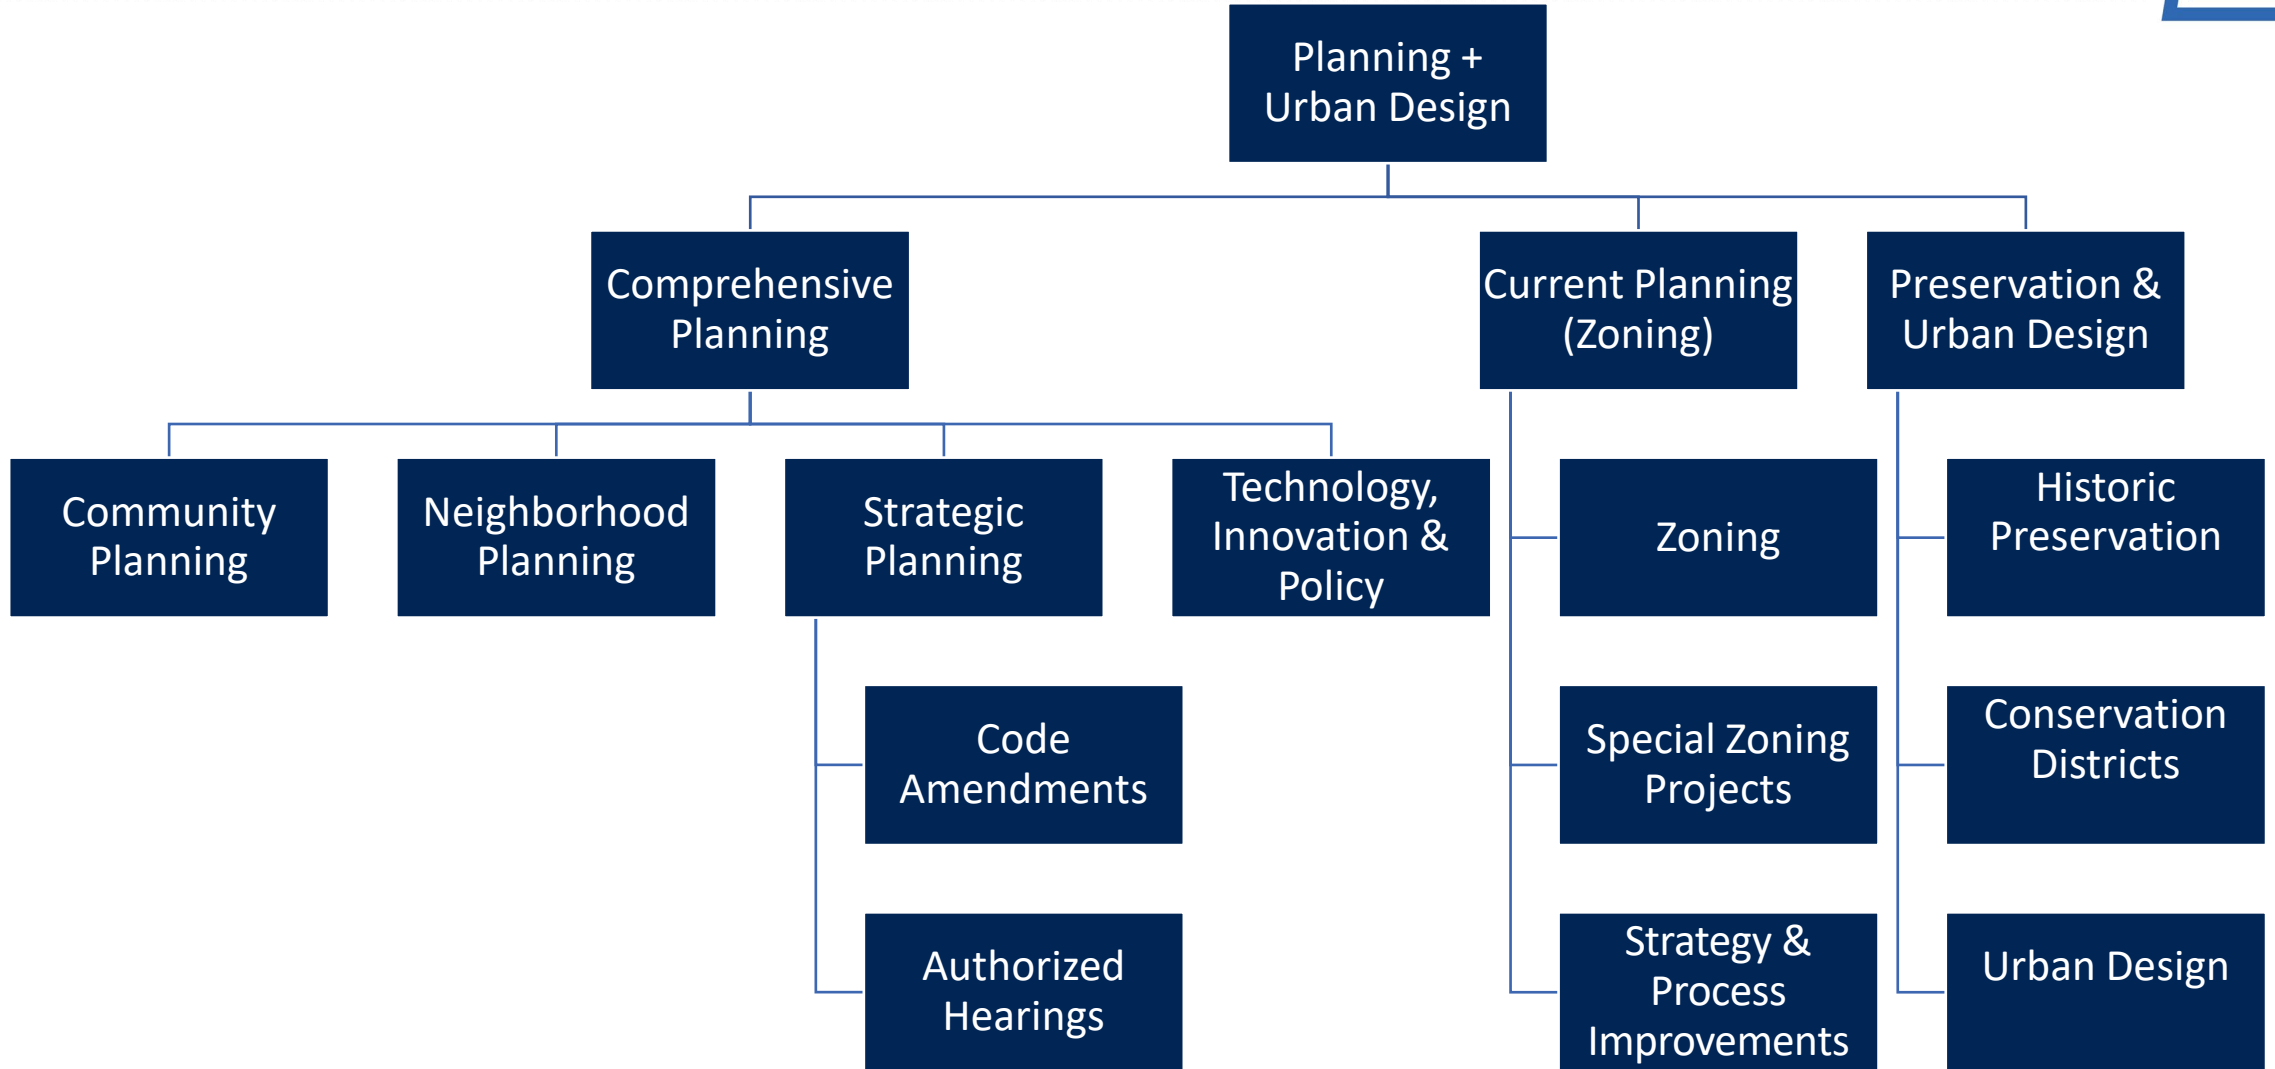 Planning +
Urban Design
Comprehensive
Planning
Current Planning
(Zoning)
Preservation &
Urban Design
Community
Planning
Neighborhood
Planning
Strategic
Planning
Technology,
Innovation &
Policy
Zoning
Historic
Preservation
Code
Amendments
Special Zoning
Projects
Conservation
Districts
Authorized
Hearings
Strategy &
Process
Improvements
Urban Design